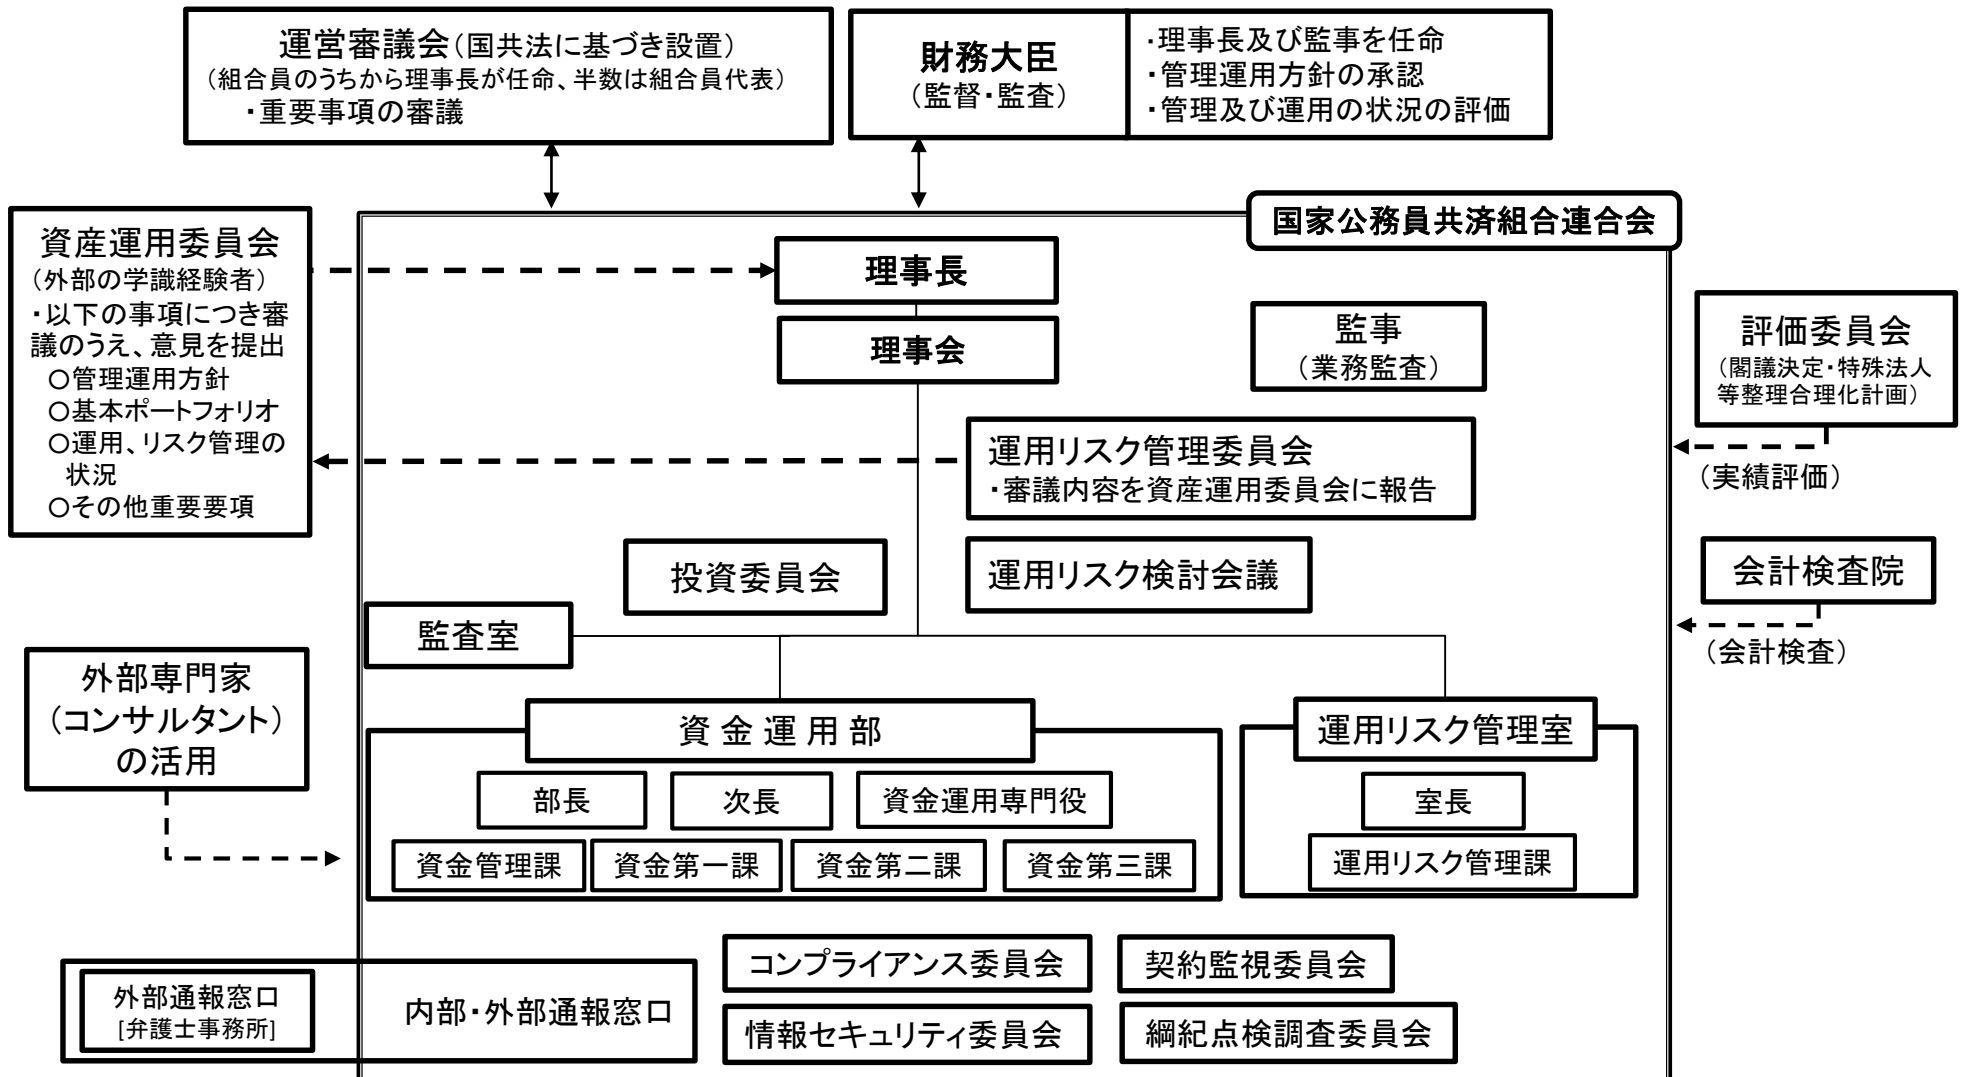 運営審議会（国共法に基づき設置）
（組合員のうちから理事長が任命、半数は組合員代表）
・重要事項の審議
財務大臣
（監督・監査）
・理事長及び監事を任命
・管理運用方針の承認
・管理及び運用の状況の評価
国家公務員共済組合連合会
資産運用委員会
（外部の学識経験者）
・以下の事項につき審
議のうえ、意見を提出
○管理運用方針
○基本ポートフォリオ
○運用、リスク管理の
状況
○その他重要要項
理事長
理事会
監事
（業務監査）
評価委員会
（閣議決定・特殊法人
等整理合理化計画）
（実績評価）
運用リスク管理委員会
・審議内容を資産運用委員会に報告
投資委員会
運用リスク検討会議
会計検査院
（会計検査）
監査室
外部専門家
（コンサルタント）
の活用
資金運用部
部長
次長
資金運用専門役
資金管理課
資金第一課
資金第二課
資金第三課
運用リスク管理室
室長
運用リスク管理課
外部通報窓口
[弁護士事務所]
内部・外部通報窓口
コンプライアンス委員会
契約監視委員会
情報セキュリティ委員会
綱紀点検調査委員会